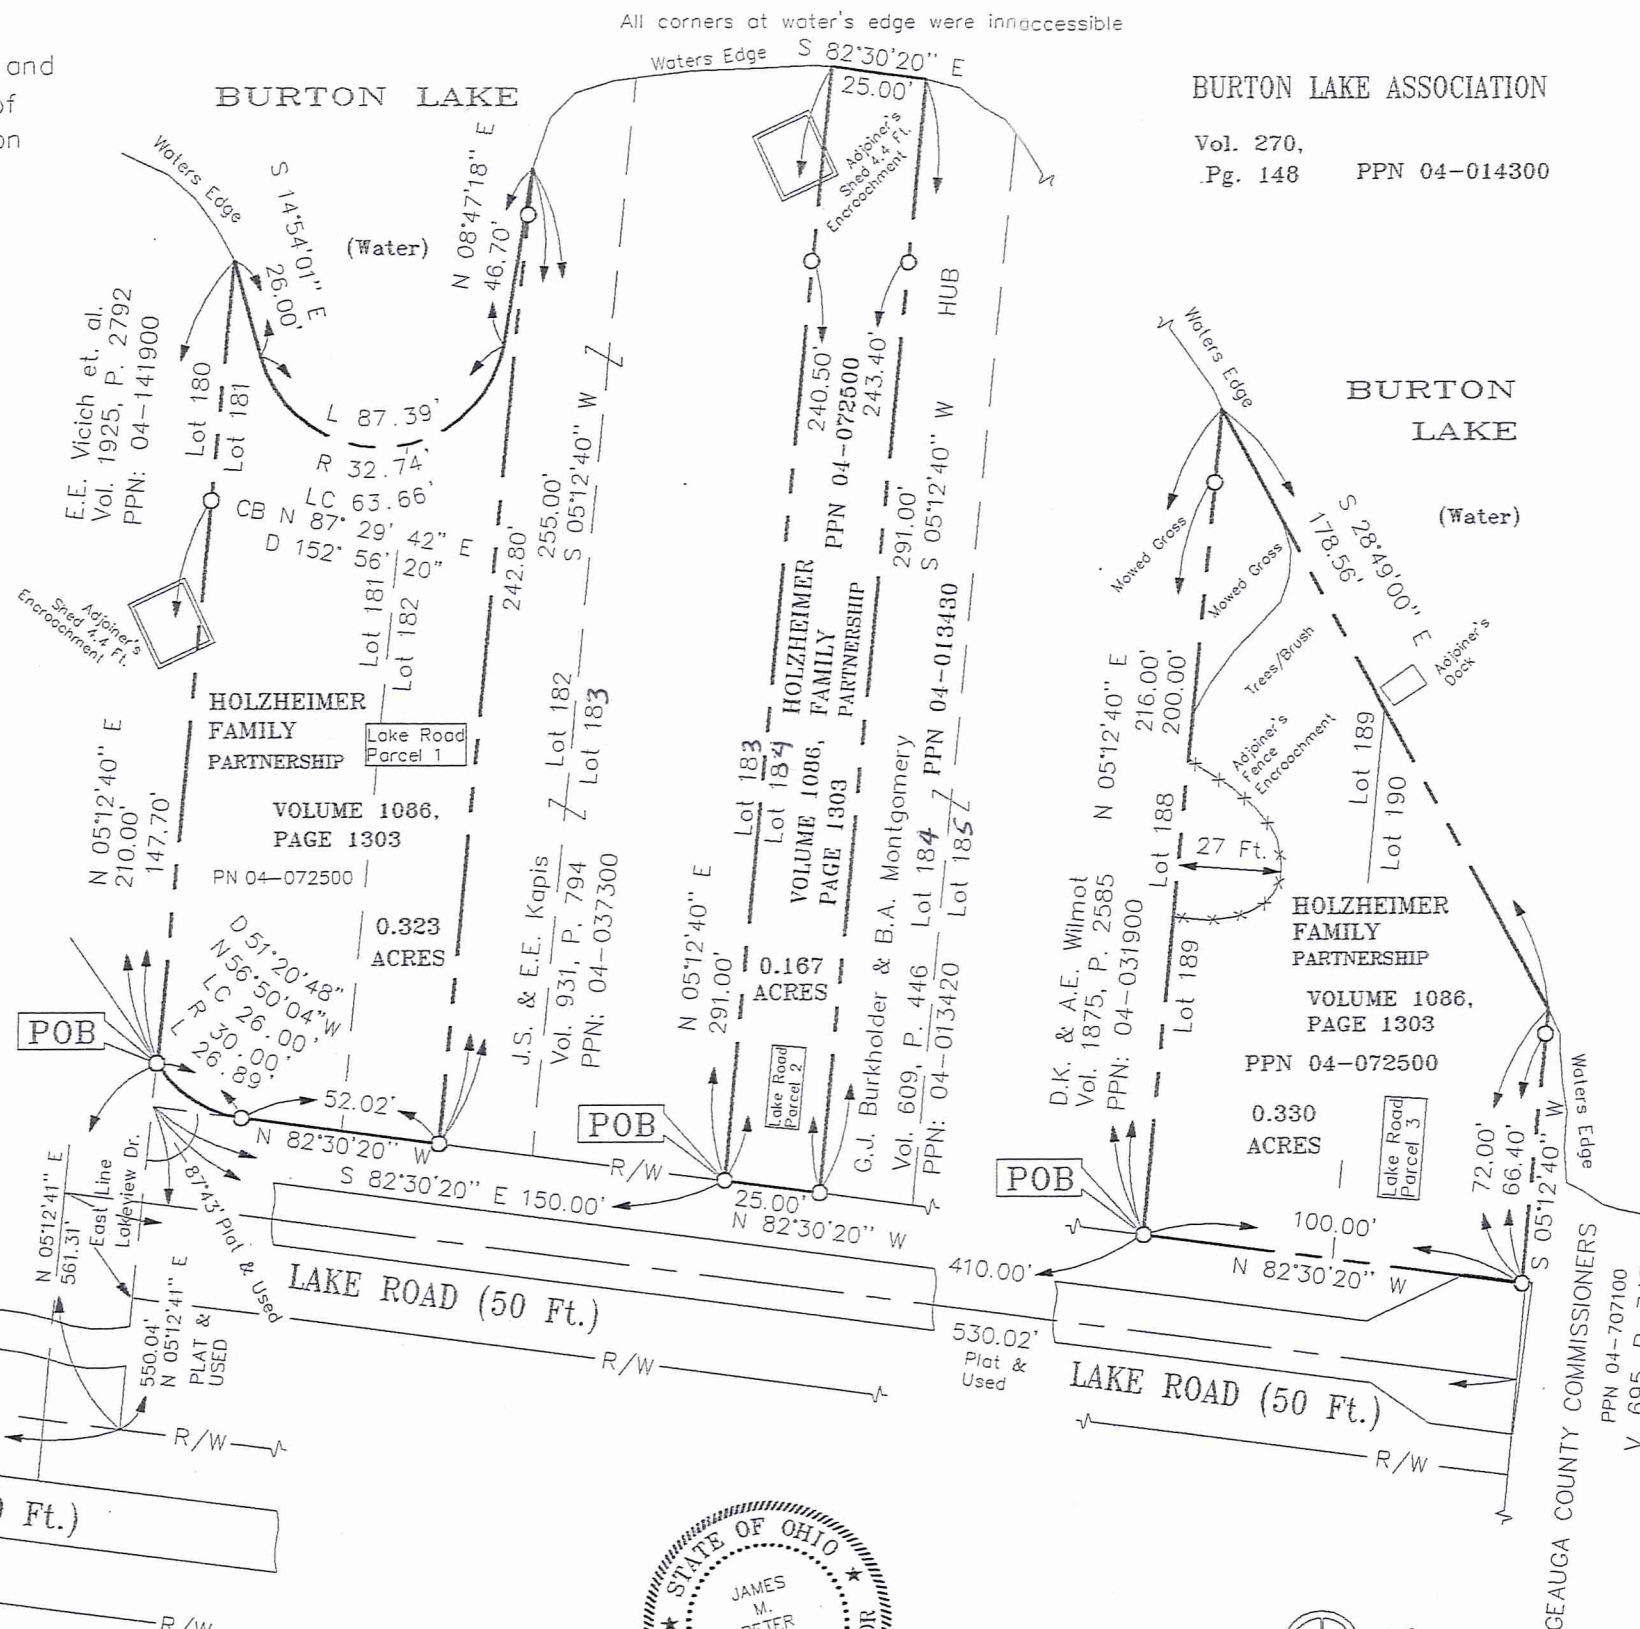 All corners at water's edge were innaccessible
and
of
on
BURTON LAKE
Waters Edge
S 82°30'20" E
25.00'
BURTON LAKE ASSOCIATION
Vol. 270,
Pg. 148
PPN 04-014300
Waters Edge
S 14°54'01" E
26.00'
(Water)
N 08°47'18" E
46.70'
Adjoiner's
Shed 4.4 Ft.
Encroachment
HUB
E.E. Vicich et. al.
Vol. 1925, P. 2792
PPN: 04-141900
Lot 180
Lot 181
L 87.39'
R 32.74'
LC 63.66'
CB N 87° 29' 42" E
D 152° 56' 20"
Lot 181
Lot 182
242.80'
255.00'
S 05°12'40" W
240.50'
PPN 04-072500
243.40'
291.00'
S 05°12'40" W
Waters Edge
BURTON
LAKE
(Water)
Mowed Grass
Mowed Grass
S 28°49'00" E
178.56'
Trees/Brush
Adjoiner's
Dock
Adjoiner's
Shed 4.4 Ft.
Encroachment
HOLZHEIMER
FAMILY
PARTNERSHIP
Lake Road
Parcel 1
VOLUME 1086,
PAGE 1303
PN 04-072500
0.323
ACRES
N 05°12'40" E
210.00'
147.70'
Lot 182
Lot 183
J.S. & E.E. Kapis
Vol. 931, P. 794
PPN: 04-037300
Lot 183
Lot 184
HOLZHEIMER
FAMILY
PARTNERSHIP
VOLUME 1086,
PAGE 1303
N 05°12'40" E
291.00'
0.167
ACRES
Lake Road
Parcel 2
G.J. Burkholder & B.A. Montgomery
Vol. 609, P. 446
PPN: 04-013420
Lot 184
Lot 185
PPN 04-013430
N 05°12'40" E
216.00'
200.00'
Lot 188
Lot 189
D.K. & A.E. Wilmot
Vol. 1875, P. 2585
PPN: 04-031900
Adjoiner's
Fence
Encroachment
27 Ft.
Lot 189
Lot 190
HOLZHEIMER
FAMILY
PARTNERSHIP
VOLUME 1086,
PAGE 1303
PPN 04-072500
0.330
ACRES
Lake Road
Parcel 3
72.00'
66.40'
S 05°12'40" W
Waters Edge
D 51°20'48"
N 56°50'04"W
LC 26.00'
R 30.00'
L 26.89'
POB
52.02'
N 82°30'20" W
POB
R/W
S 82°30'20" E 150.00'
25.00'
N 82°30'20" W
POB
100.00'
N 82°30'20" W
410.00'
N 05°12'41" E
561.31'
East Line
Lakeview Dr.
87°43' Plat & Used
550.04'
N 05°12'41" E
PLAT &
USED
LAKE ROAD (50 Ft.)
R/W
530.02'
Plat &
Used
LAKE ROAD (50 Ft.)
R/W
R/W
Ft.)
R/W
GEAUGA COUNTY COMMISSIONERS
PPN 04-707100
STATE OF OHIO
JAMES
M.